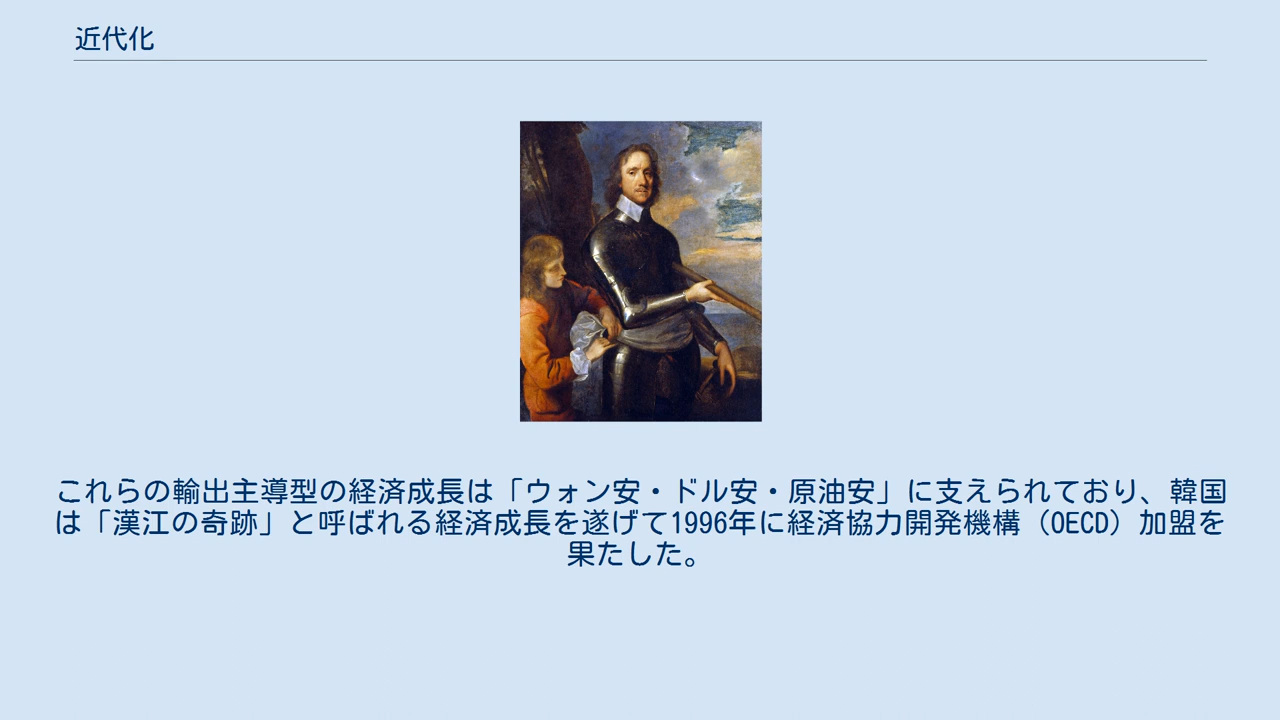 近代化
これらの輸出主導型の経済成長は「ウォン安・ドル安・原油安」に支えられており、韓国
は「漢江の奇跡」と呼ばれる経済成長を遂げて1996年に経済協力開発機構（OECD）加盟を
果たした。